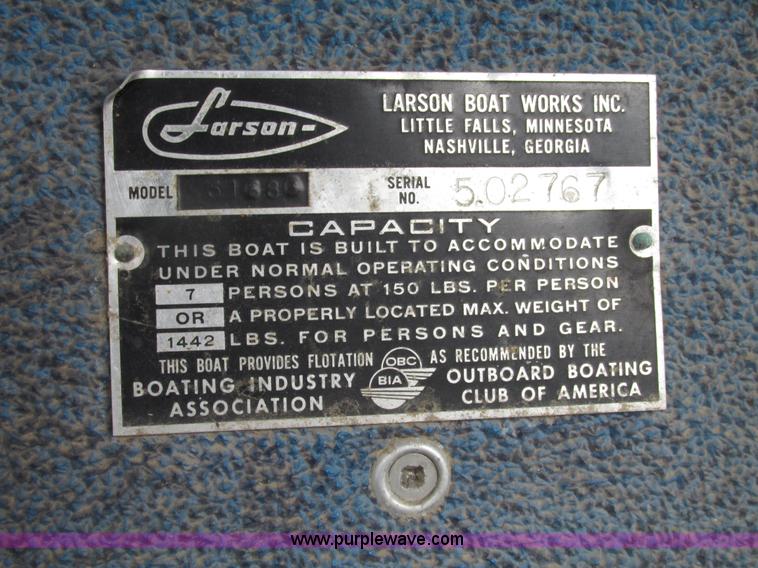 Larson
LARSON BOAT WORKS INC.
LITTLE FALLS, MINNESOTA
NASHVILLE, GEORGIA
MODEL
SERIAL NO. 502767
CAPACITY
THIS BOAT IS BUILT TO ACCOMMODATE
UNDER NORMAL OPERATING CONDITIONS
7 PERSONS AT 150 LBS. PER PERSON
OR A PROPERLY LOCATED MAX. WEIGHT OF
1442 LBS. FOR PERSONS AND GEAR.
THIS BOAT PROVIDES FLOTATION OBC AS RECOMMENDED BY THE
BOATING INDUSTRY BIA OUTBOARD BOATING
ASSOCIATION CLUB OF AMERICA
www.purplewave.com